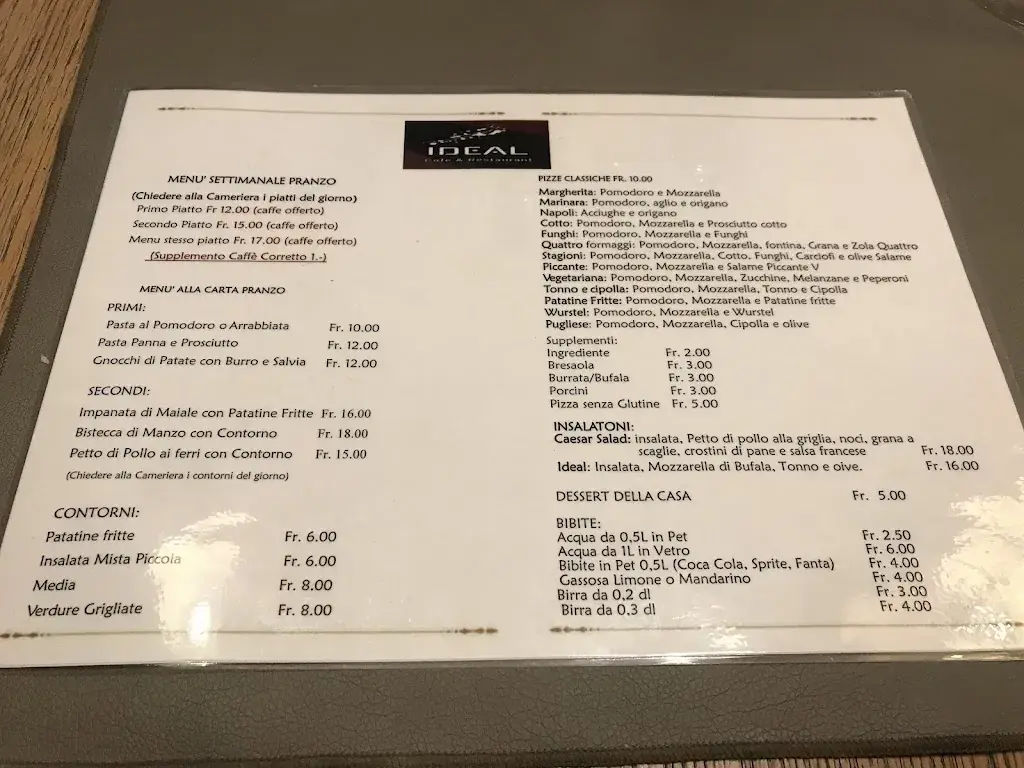 IDEAL
Cafe & Restaurant
MENU' SETTIMANALE PRANZO
(Chiedere alla Cameriera i piatti del giorno)
Primo Piatto Fr 12.00 (caffe offerto)
Secondo Piatto Fr. 15.00 (caffe offerto)
Menu stesso piatto Fr. 17.00 (caffe offerto)
(Supplemento Caffè Corretto 1.-)
MENU' ALLA CARTA PRANZO
PRIMI:
Pasta al Pomodoro o Arrabbiata Fr. 10.00
Pasta Panna e Prosciutto Fr. 12.00
Gnocchi di Patate con Burro e Salvia Fr. 12.00
SECONDI:
Impanata di Maiale con Patatine Fritte Fr. 16.00
Bistecca di Manzo con Contorno Fr. 18.00
Petto di Pollo ai ferri con Contorno Fr. 15.00
(Chiedere alla Cameriera i contorni del giorno)
CONTORNI:
Patatine fritte Fr. 6.00
Insalata Mista Piccola Fr. 6.00
Media Fr. 8.00
Verdure Grigliate Fr. 8.00
PIZZE CLASSICHE FR. 10.00
Margherita: Pomodoro e Mozzarella
Marinara: Pomodoro, aglio e origano
Napoli: Acciughe e origano
Cotto: Pomodoro, Mozzarella e Prosciutto cotto
Funghi: Pomodoro, Mozzarella e Funghi
Quattro formaggi: Pomodoro, Mozzarella, fontina, Grana e Zola Quattro
Stagioni: Pomodoro, Mozzarella, Cotto, Funghi, Carciofi e olive Salame
Piccante: Pomodoro, Mozzarella e Salame Piccante V
Vegetariana: Pomodoro, Mozzarella, Zucchine, Melanzane e Peperoni
Tonno e cipolla: Pomodoro, Mozzarella, Tonno e Cipolla
Patatine Fritte: Pomodoro, Mozzarella e Patatine fritte
Wurstel: Pomodoro, Mozzarella e Wurstel
Pugliese: Pomodoro, Mozzarella, Cipolla e olive
Supplementi:
Ingrediente Fr. 2.00
Bresaola Fr. 3.00
Burrata/Bufala Fr. 3.00
Porcini Fr. 3.00
Pizza senza Glutine Fr. 5.00
INSALATONI:
Caesar Salad: insalata, Petto di pollo alla griglia, noci, grana a
scaglie, crostini di pane e salsa francese Fr. 18.00
Ideal: Insalata, Mozzarella di Bufala, Tonno e oive. Fr. 16.00
DESSERT DELLA CASA Fr. 5.00
BIBITE:
Acqua da 0,5L in Pet Fr. 2.50
Acqua da 1L in Vetro Fr. 6.00
Bibite in Pet 0,5L (Coca Cola, Sprite, Fanta) Fr. 4.00
Gassosa Limone o Mandarino Fr. 4.00
Birra da 0,2 dl Fr. 3.00
Birra da 0,3 dl Fr. 4.00